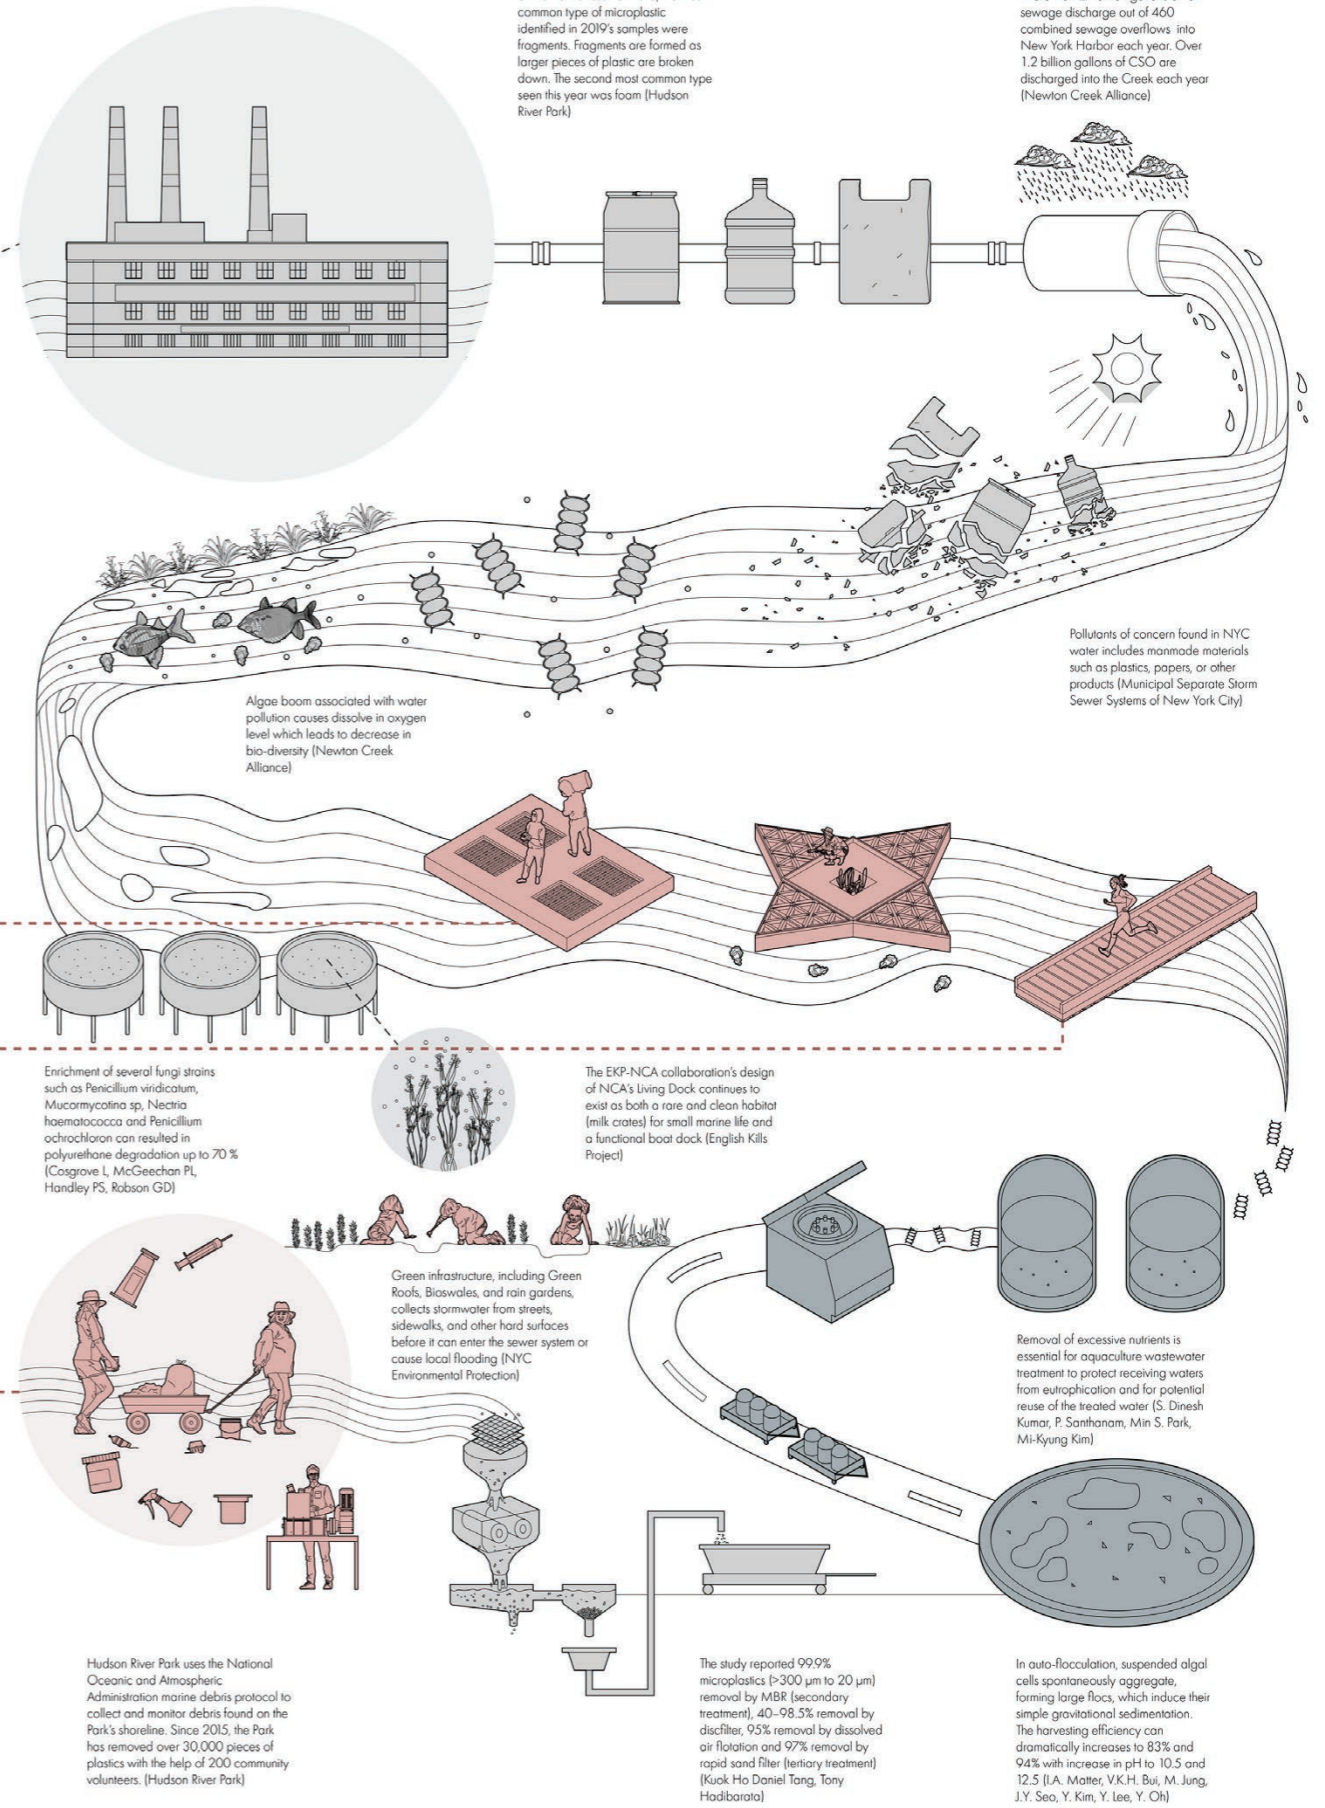 common type of microplastic
identified in 2019's samples were
fragments. Fragments are formed as
larger pieces of plastic are broken
down. The second most common type
seen this year was foam (Hudson
River Park)
sewage discharge out of 460
combined sewage overflows into
New York Harbor each year. Over
1.2 billion gallons of CSO are
discharged into the Creek each year
(Newton Creek Alliance)
Pollutants of concern found in NYC
water includes manmade materials
such as plastics, papers, or other
products (Municipal Separate Storm
Sewer Systems of New York City)
Algae boom associated with water
pollution causes dissolve in oxygen
level which leads to decrease in
bio-diversity (Newton Creek
Alliance)
Enrichment of several fungi strains
such as Penicillium viridicatum,
Mucormycotina sp, Nectria
haematococca and Penicillium
ochrochloron can resulted in
polyurethane degradation up to 70 %
(Cosgrove L, McGeechan PL,
Handley PS, Robson GD)
The EKP-NCA collaboration's design
of NCA's Living Dock continues to
exist as both a rare and clean habitat
(milk crates) for small marine life and
a functional boat dock (English Kills
Project)
Green infrastructure, including Green
Roofs, Bioswales, and rain gardens,
collects stormwater from streets,
sidewalks, and other hard surfaces
before it can enter the sewer system or
cause local flooding (NYC
Environmental Protection)
Removal of excessive nutrients is
essential for aquaculture wastewater
treatment to protect receiving waters
from eutrophication and for potential
reuse of the treated water (S. Dinesh
Kumar, P. Santhanam, Min S. Park,
Mi-Kyung Kim)
Hudson River Park uses the National
Oceanic and Atmospheric
Administration marine debris protocol to
collect and monitor debris found on the
Park's shoreline. Since 2015, the Park
has removed over 30,000 pieces of
plastics with the help of 200 community
volunteers. (Hudson River Park)
The study reported 99.9%
microplastics (>300 µm to 20 µm)
removal by MBR (secondary
treatment), 40–98.5% removal by
discfilter, 95% removal by dissolved
air flotation and 97% removal by
rapid sand filter (tertiary treatment)
(Kuok Ho Daniel Tang, Tony
Hadibarata)
In auto-flocculation, suspended algal
cells spontaneously aggregate,
forming large flocs, which induce their
simple gravitational sedimentation.
The harvesting efficiency can
dramatically increases to 83% and
94% with increase in pH to 10.5 and
12.5 (I.A. Matter, V.K.H. Bui, M. Jung,
J.Y. Seo, Y. Kim, Y. Lee, Y. Oh)